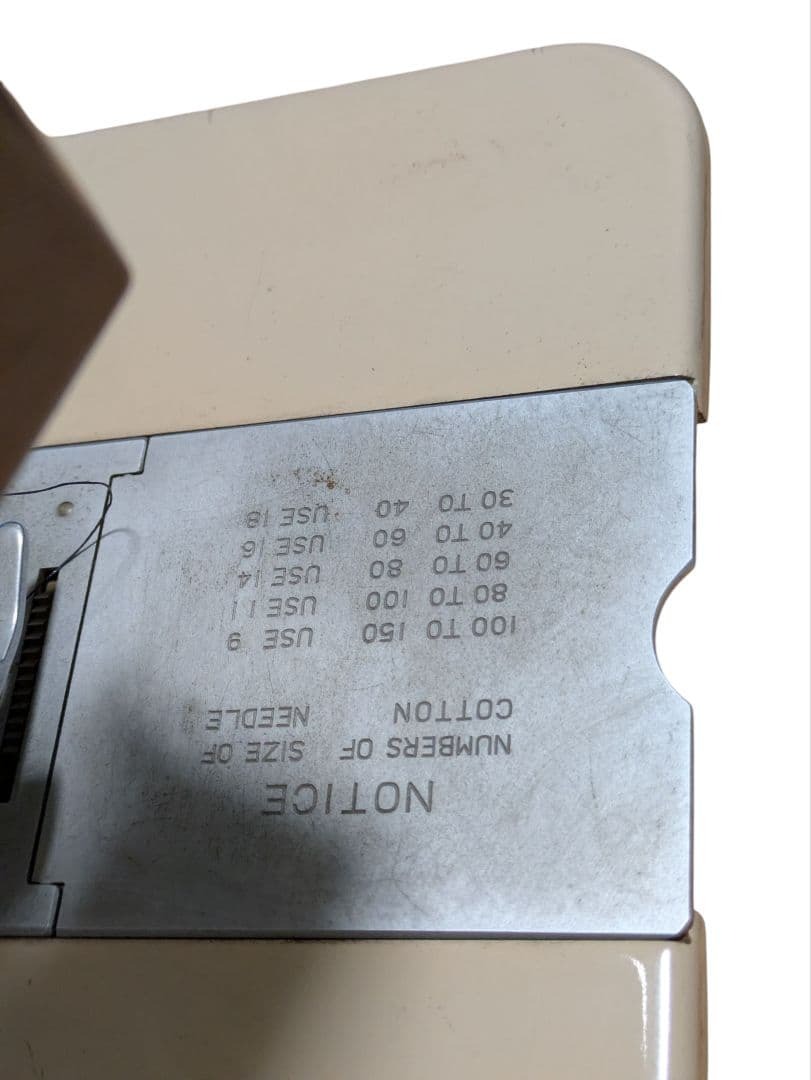 NOTICE
NUMBERS OF SIZE OF
COTTON NEEDLE
100 TO 150 USE 9
80 TO 100 USE 11
60 TO 80 USE 14
40 TO 60 USE 16
30 TO 40 USE 18